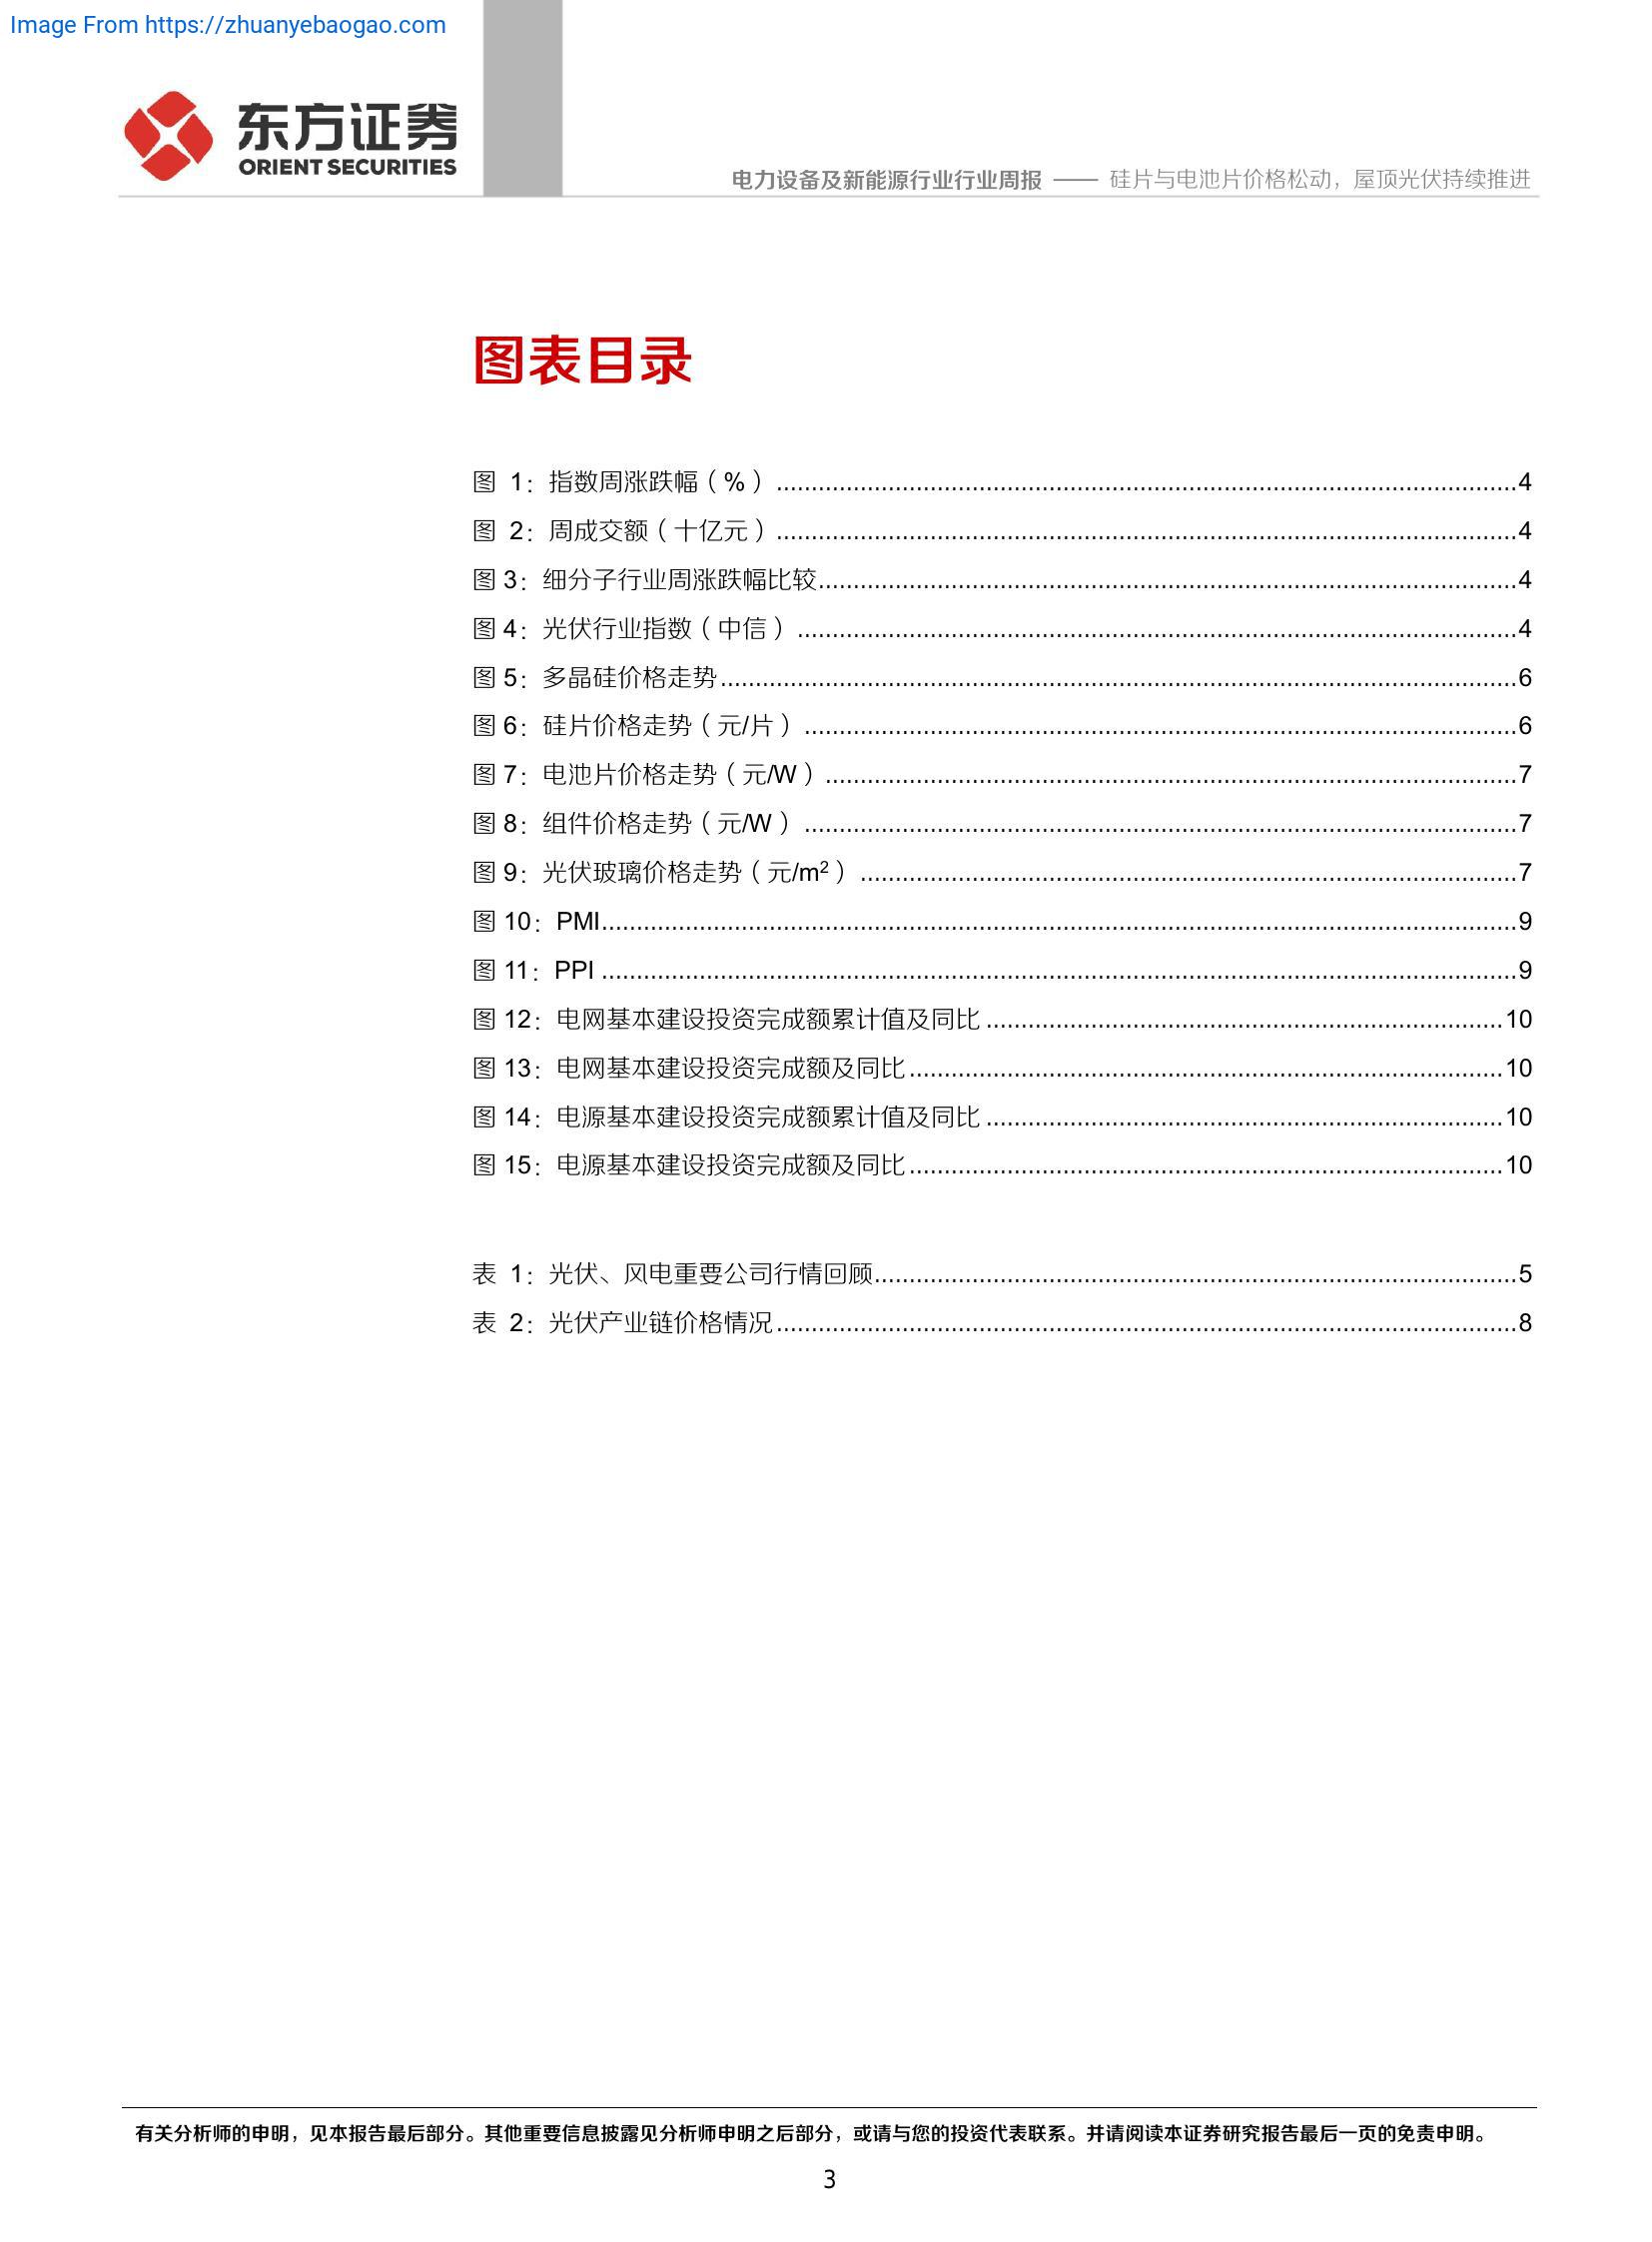 Image From https://zhuanyebaogao.com
东方证券
ORIENT SECURITIES
电力设备及新能源行业行业周报 —— 硅片与电池片价格松动，屋顶光伏持续推进
图表目录
图 1：指数周涨跌幅（%）....................4
图 2：周成交额（十亿元）....................4
图 3：细分子行业周涨跌幅比较....................4
图 4：光伏行业指数（中信）....................4
图 5：多晶硅价格走势....................6
图 6：硅片价格走势（元/片）....................6
图 7：电池片价格走势（元/W）....................7
图 8：组件价格走势（元/W）....................7
图 9：光伏玻璃价格走势（元/m²）....................7
图 10：PMI....................9
图 11：PPI....................9
图 12：电网基本建设投资完成额累计值及同比....................10
图 13：电网基本建设投资完成额及同比....................10
图 14：电源基本建设投资完成额累计值及同比....................10
图 15：电源基本建设投资完成额及同比....................10
表 1：光伏、风电重要公司行情回顾....................5
表 2：光伏产业链价格情况....................8
有关分析师的申明，见本报告最后部分。其他重要信息披露见分析师申明之后部分，或请与您的投资代表联系。并请阅读本证券研究报告最后一页的免责申明。
3